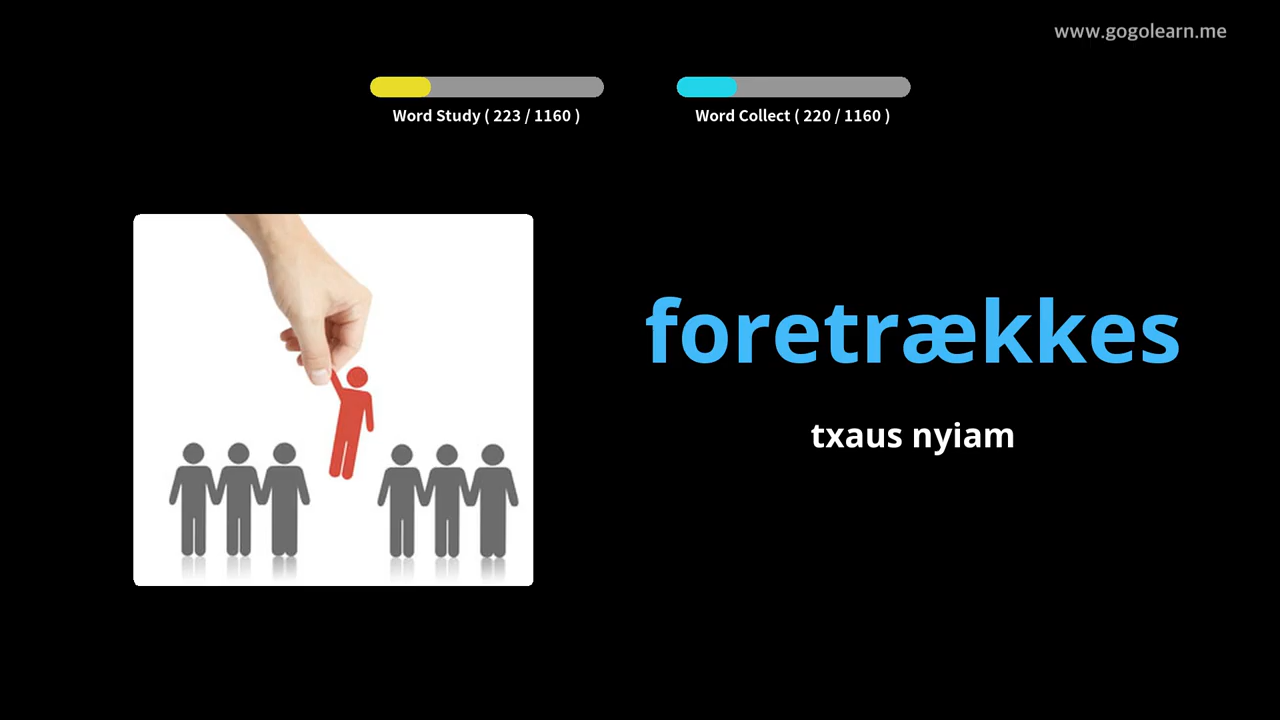 www.gogolearn.me
Word Study ( 223 / 1160 )
Word Collect ( 220 / 1160 )
foretrækkes
txaus nyiam